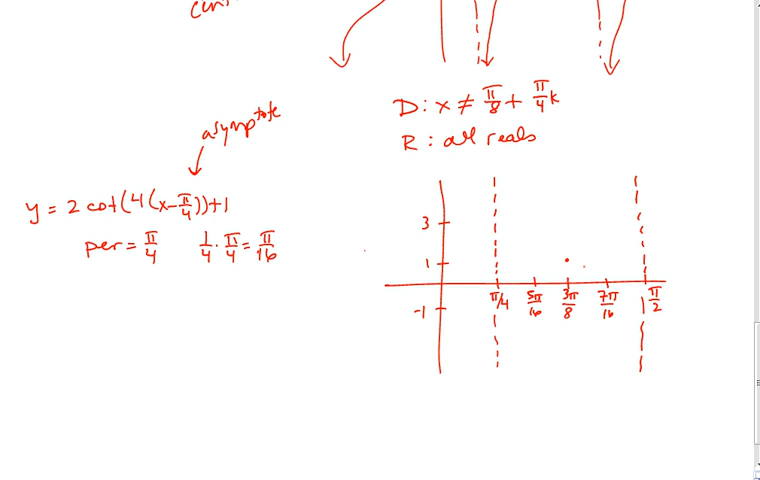 D: x ≠ π/8 + π/4 k
R: all reals
asymptote
y = 2 cot(4(x-π/4))+1
per = π/4 1/4 · π/4 = π/16
3
1
-1
π/4 5π/16 3π/8 7π/16 π/2